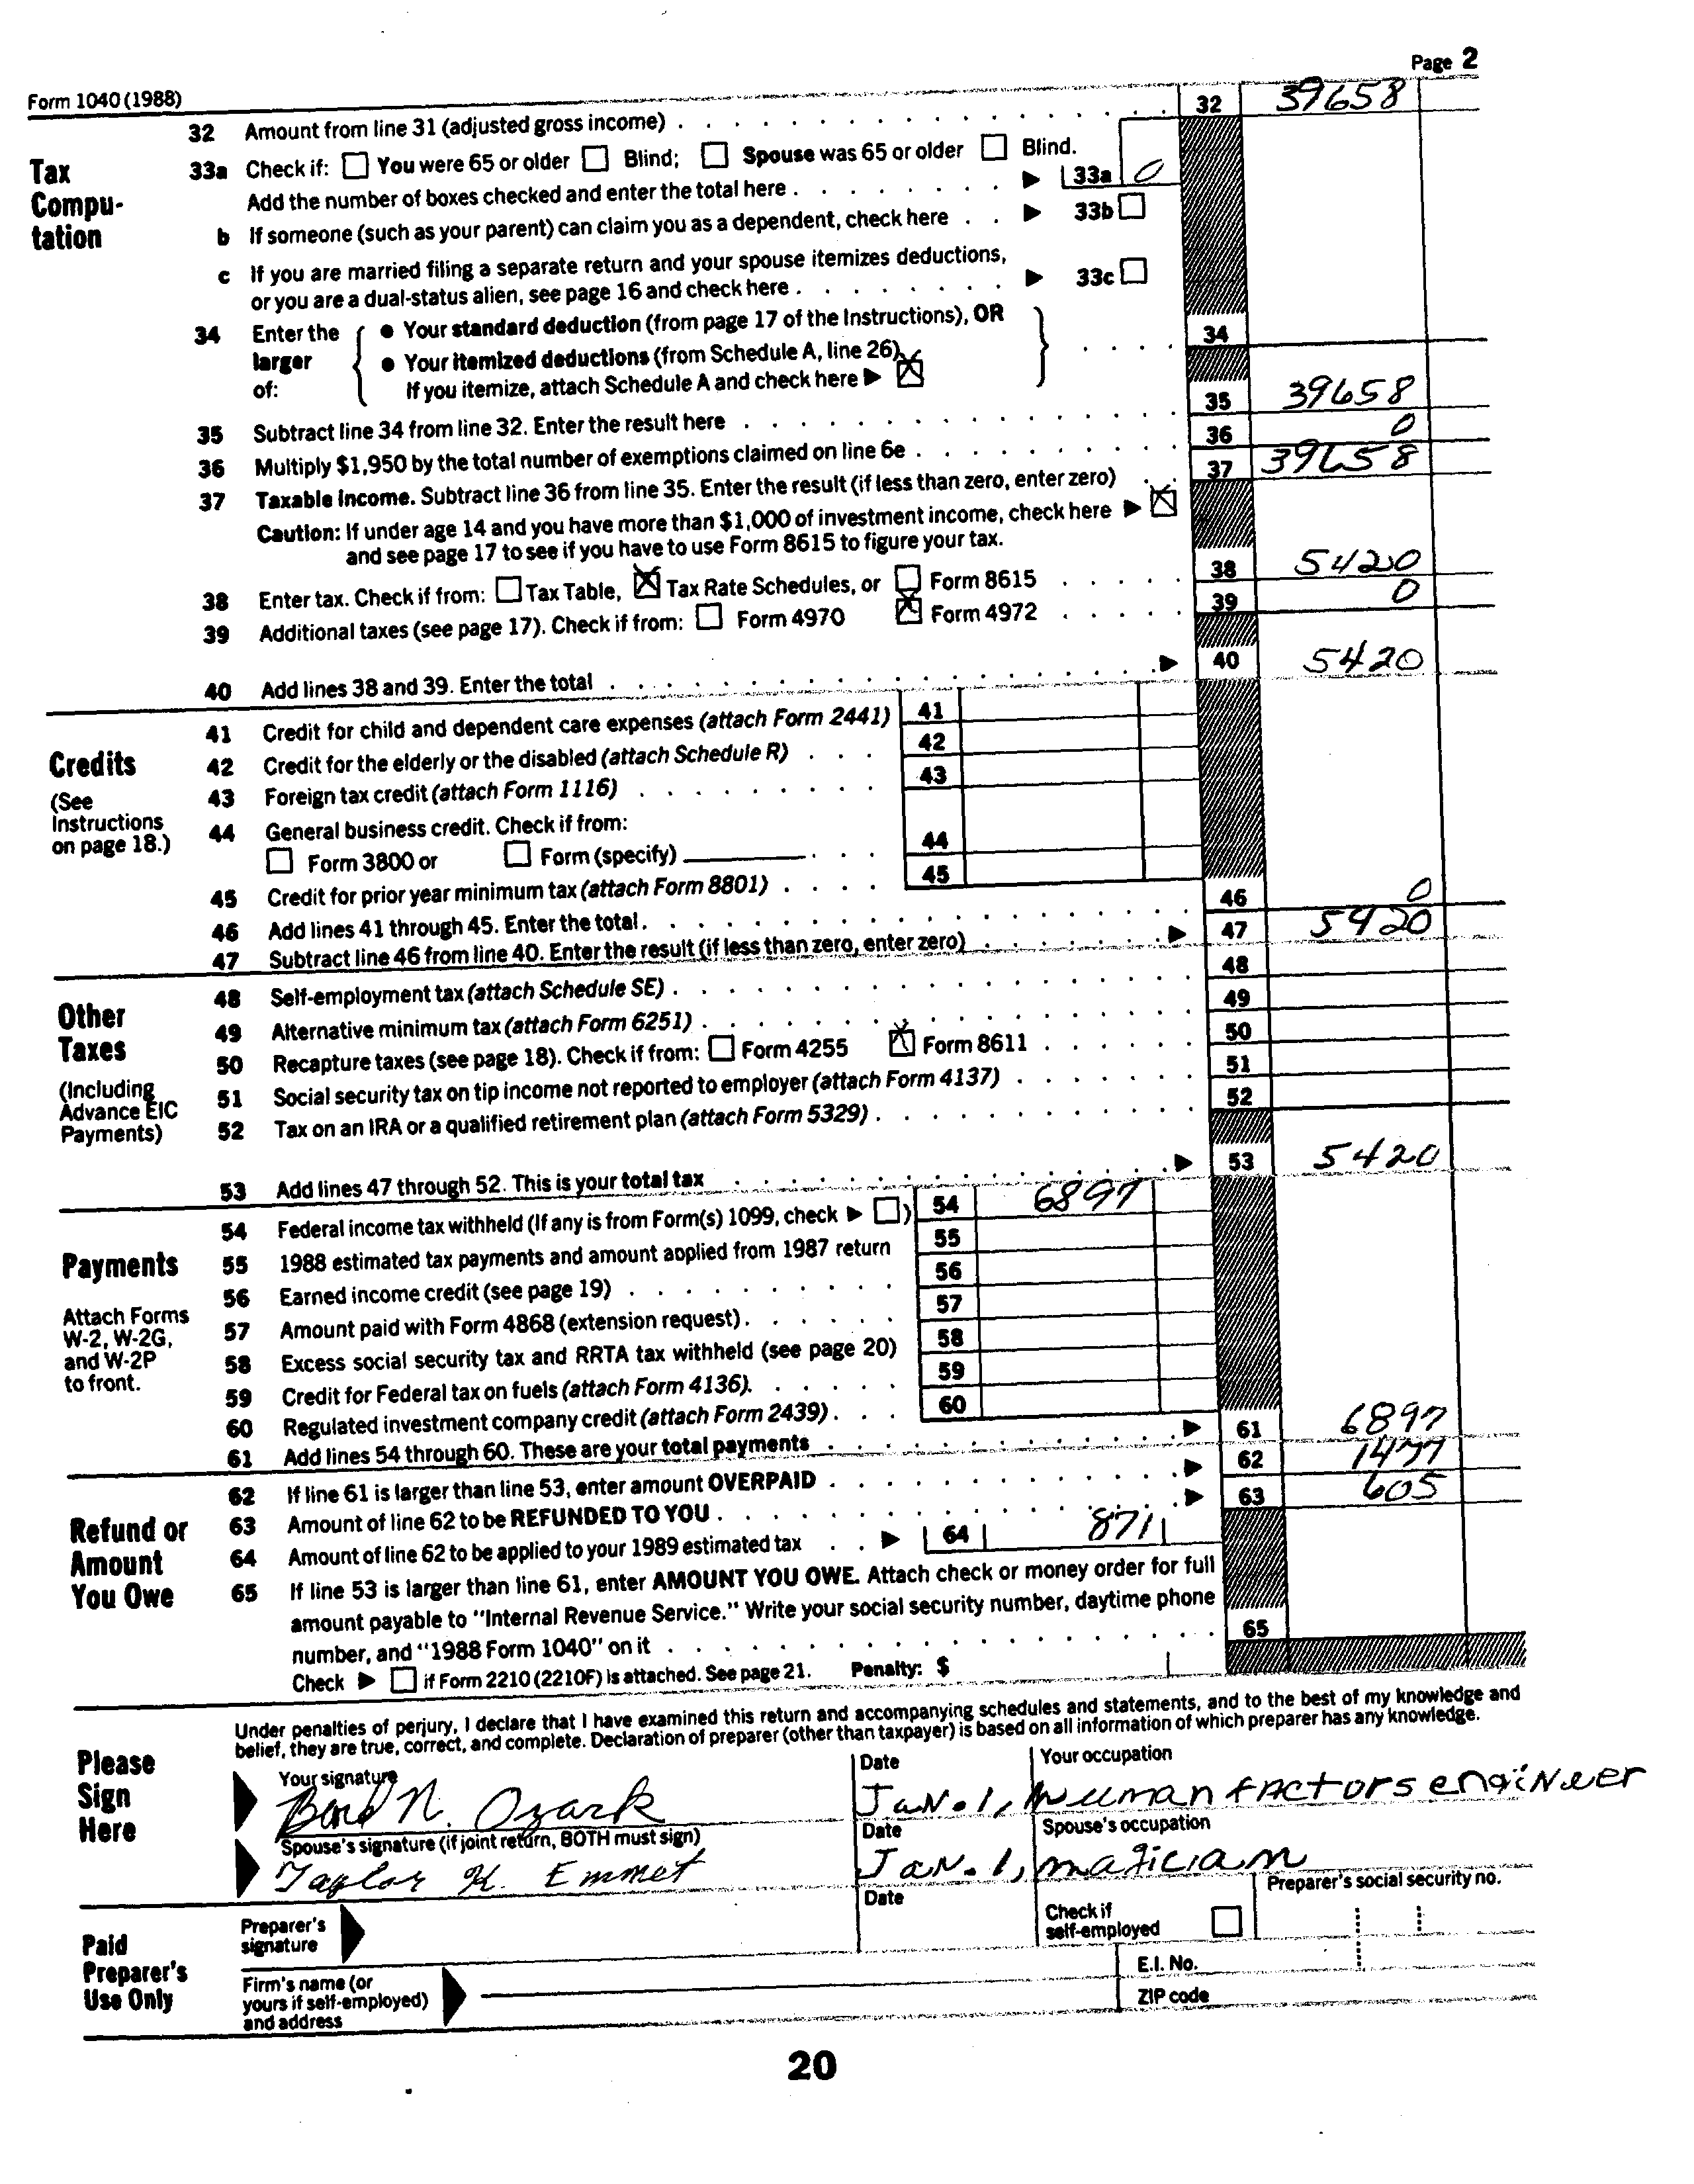 Page 2
Form 1040 (1988)
32 Amount from line 31 (adjusted gross income) 32 39658
Tax Compu- tation
33a Check if: You were 65 or older Blind; Spouse was 65 or older Blind.
Add the number of boxes checked and enter the total here 33a 0
b If someone (such as your parent) can claim you as a dependent, check here 33b
c If you are married filing a separate return and your spouse itemizes deductions,
or you are a dual-status alien, see page 16 and check here 33c
34 Enter the larger of:
• Your standard deduction (from page 17 of the Instructions), OR
• Your itemized deductions (from Schedule A, line 26) 34
If you itemize, attach Schedule A and check here ▶ X
35 Subtract line 34 from line 32. Enter the result here 35 39658
36 Multiply $1,950 by the total number of exemptions claimed on line 6e 36 0
37 Taxable income. Subtract line 36 from line 35. Enter the result (if less than zero, enter zero) 37 39658
Caution: If under age 14 and you have more than $1,000 of investment income, check here ▶ X
and see page 17 to see if you have to use Form 8615 to figure your tax.
38 Enter tax. Check if from: Tax Table, X Tax Rate Schedules, or Form 8615 38 5420
39 Additional taxes (see page 17). Check if from: Form 4970 X Form 4972 39 0
40 Add lines 38 and 39. Enter the total ▶ 40 5420
Credits
(See Instructions on page 18.)
41 Credit for child and dependent care expenses (attach Form 2441) 41
42 Credit for the elderly or the disabled (attach Schedule R) 42
43 Foreign tax credit (attach Form 1116) 43
44 General business credit. Check if from:
Form 3800 or Form (specify) 44
45 Credit for prior year minimum tax (attach Form 8801) 45
46 Add lines 41 through 45. Enter the total 46 0
47 Subtract line 46 from line 40. Enter the result (if less than zero, enter zero) ▶ 47 5420
Other Taxes
(Including Advance EIC Payments)
48 Self-employment tax (attach Schedule SE) 48
49 Alternative minimum tax (attach Form 6251) 49
50 Recapture taxes (see page 18). Check if from: Form 4255 X Form 8611 50
51 Social security tax on tip income not reported to employer (attach Form 4137) 51
52 Tax on an IRA or a qualified retirement plan (attach Form 5329) 52
53 Add lines 47 through 52. This is your total tax ▶ 53 5420
Payments
Attach Forms W-2, W-2G, and W-2P to front.
54 Federal income tax withheld (If any is from Form(s) 1099, check ▶ ) 54 6897
55 1988 estimated tax payments and amount applied from 1987 return 55
56 Earned income credit (see page 19) 56
57 Amount paid with Form 4868 (extension request) 57
58 Excess social security tax and RRTA tax withheld (see page 20) 58
59 Credit for Federal tax on fuels (attach Form 4136) 59
60 Regulated investment company credit (attach Form 2439) 60
61 Add lines 54 through 60. These are your total payments ▶ 61 6897
Refund or Amount You Owe
62 If line 61 is larger than line 53, enter amount OVERPAID ▶ 62 1477
63 Amount of line 62 to be REFUNDED TO YOU ▶ 63 605
64 Amount of line 62 to be applied to your 1989 estimated tax ▶ 64 871
65 If line 53 is larger than line 61, enter AMOUNT YOU OWE. Attach check or money order for full
amount payable to "Internal Revenue Service." Write your social security number, daytime phone
number, and "1988 Form 1040" on it 65
Check ▶ if Form 2210 (2210F) is attached. See page 21. Penalty: $
Please Sign Here
Under penalties of perjury, I declare that I have examined this return and accompanying schedules and statements, and to the best of my knowledge and
belief, they are true, correct, and complete. Declaration of preparer (other than taxpayer) is based on all information of which preparer has any knowledge.
Your signature Date Your occupation
N. Ozark Jan. 1, human factors engineer
Spouse's signature (if joint return, BOTH must sign) Date Spouse's occupation
Taylor K. Emmet Jan. 1, magician
Paid Preparer's Use Only
Preparer's signature Date Check if self-employed Preparer's social security no.
Firm's name (or yours if self-employed) and address E.I. No.
ZIP code
20